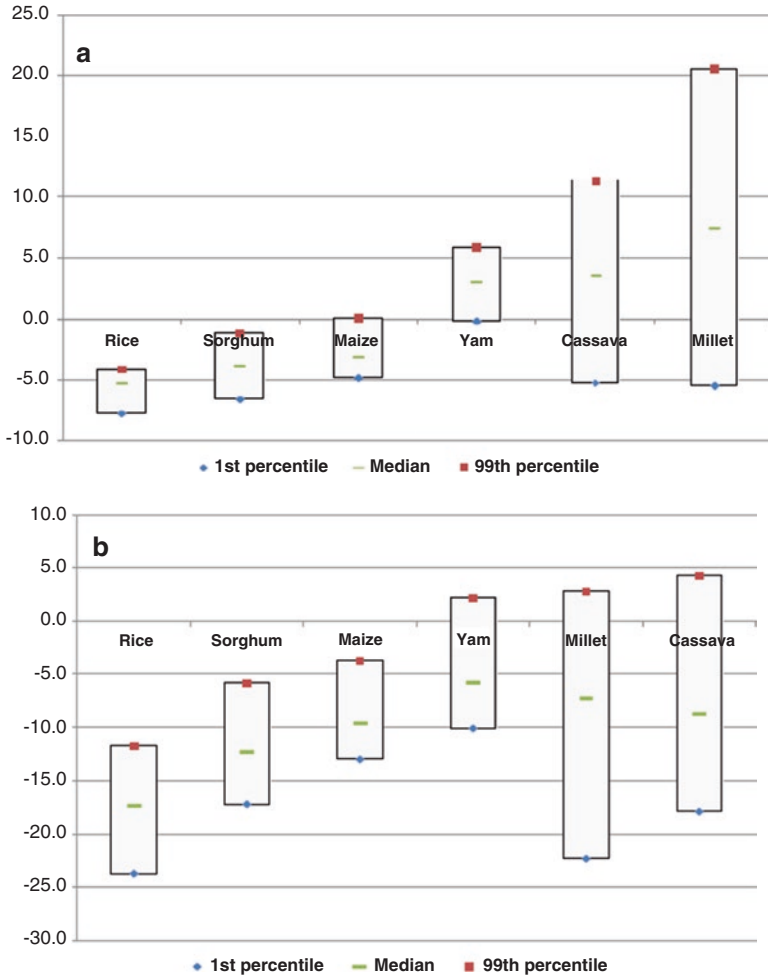 25.0
a
20.0
15.0
10.0
5.0
0.0
Rice Sorghum Maize Yam Cassava Millet
-5.0
-10.0
1st percentile Median 99th percentile
10.0
b
5.0
0.0
Rice Sorghum Maize Yam Millet Cassava
-5.0
-10.0
-15.0
-20.0
-25.0
-30.0
1st percentile Median 99th percentile